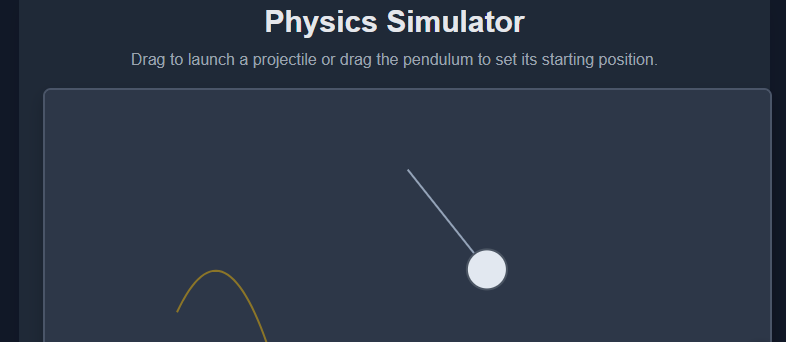 Physics Simulator
Drag to launch a projectile or drag the pendulum to set its starting position.